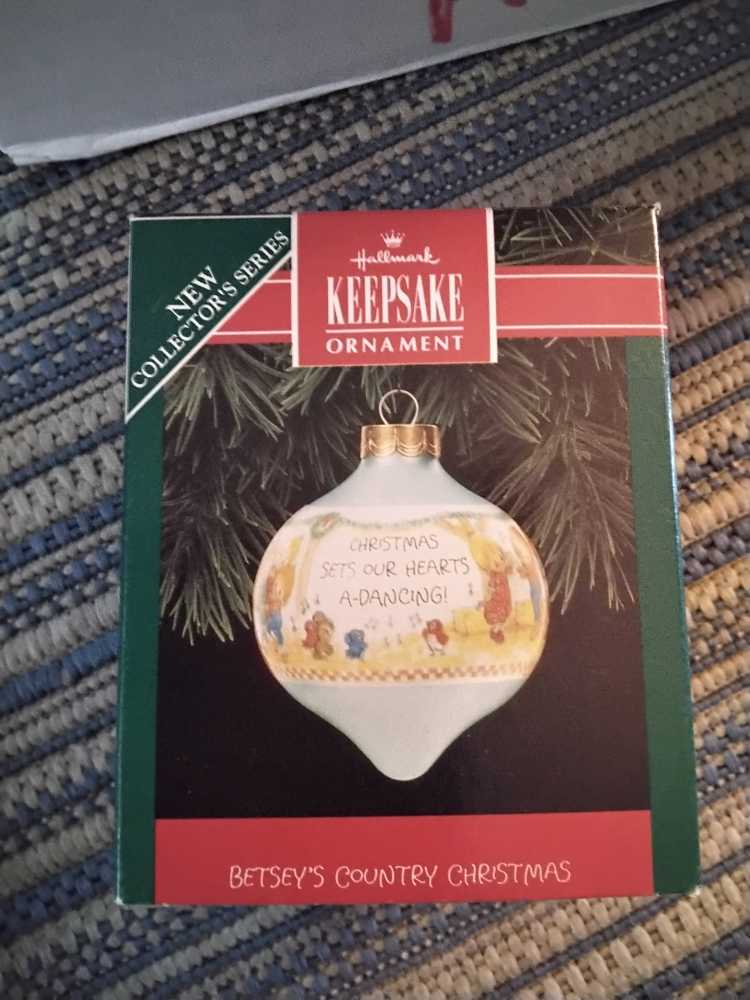 NEW
COLLECTOR'S SERIES
Hallmark
KEEPSAKE
ORNAMENT
CHRISTMAS
SETS OUR HEARTS
A-DANCING!
BETSEY'S COUNTRY CHRISTMAS